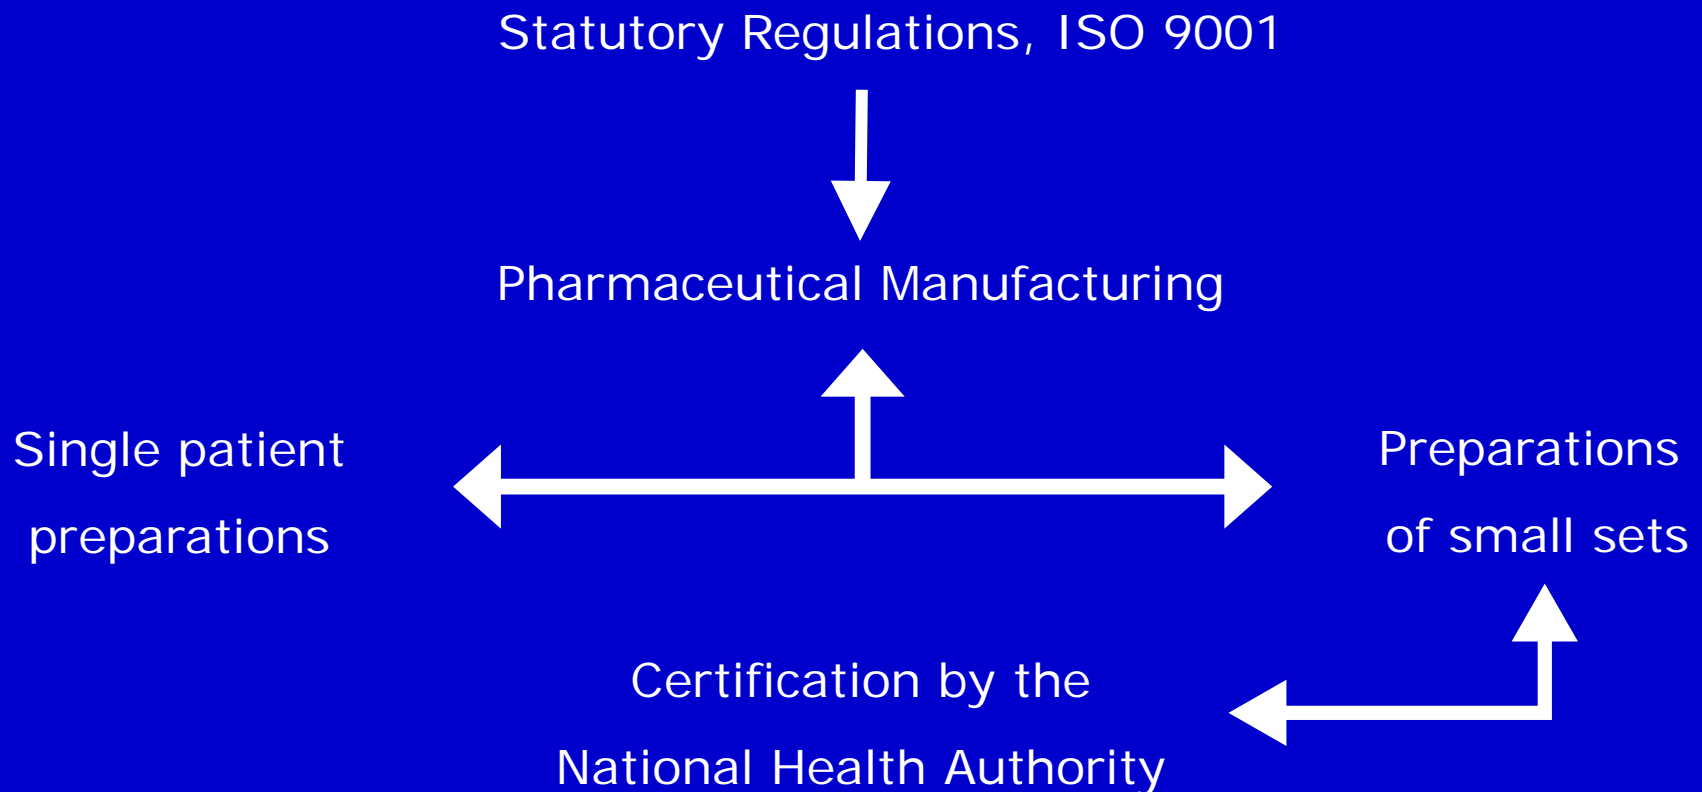 Statutory Regulations, ISO 9001
Pharmaceutical Manufacturing
Single patient
preparations
Preparations
of small sets
Certification by the
National Health Authority